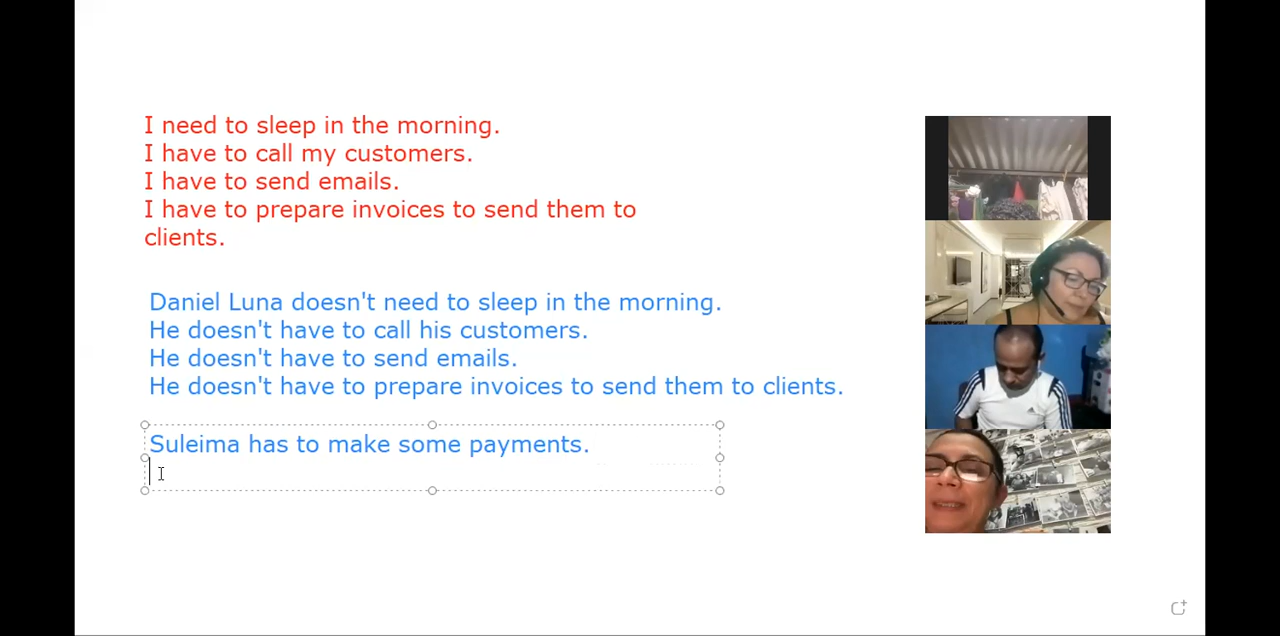 I need to sleep in the morning.
I have to call my customers.
I have to send emails.
I have to prepare invoices to send them to
clients.
Daniel Luna doesn't need to sleep in the morning.
He doesn't have to call his customers.
He doesn't have to send emails.
He doesn't have to prepare invoices to send them to clients.
Suleima has to make some payments.